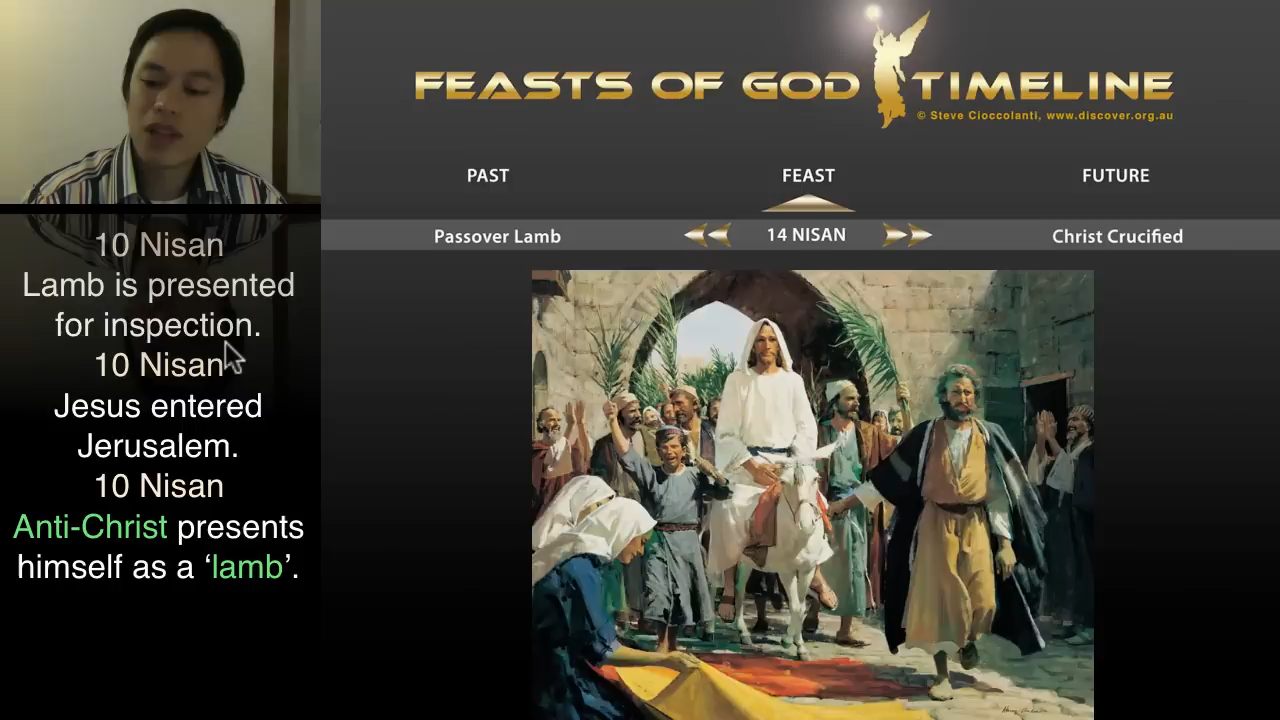 FEASTS OF GOD TIMELINE
© Steve Cioccolanti, www.discover.org.au
PAST
FEAST
FUTURE
Passover Lamb
14 NISAN
Christ Crucified
10 Nisan
Lamb is presented
for inspection.
10 Nisan
Jesus entered
Jerusalem.
10 Nisan
Anti-Christ presents
himself as a ‘lamb’.